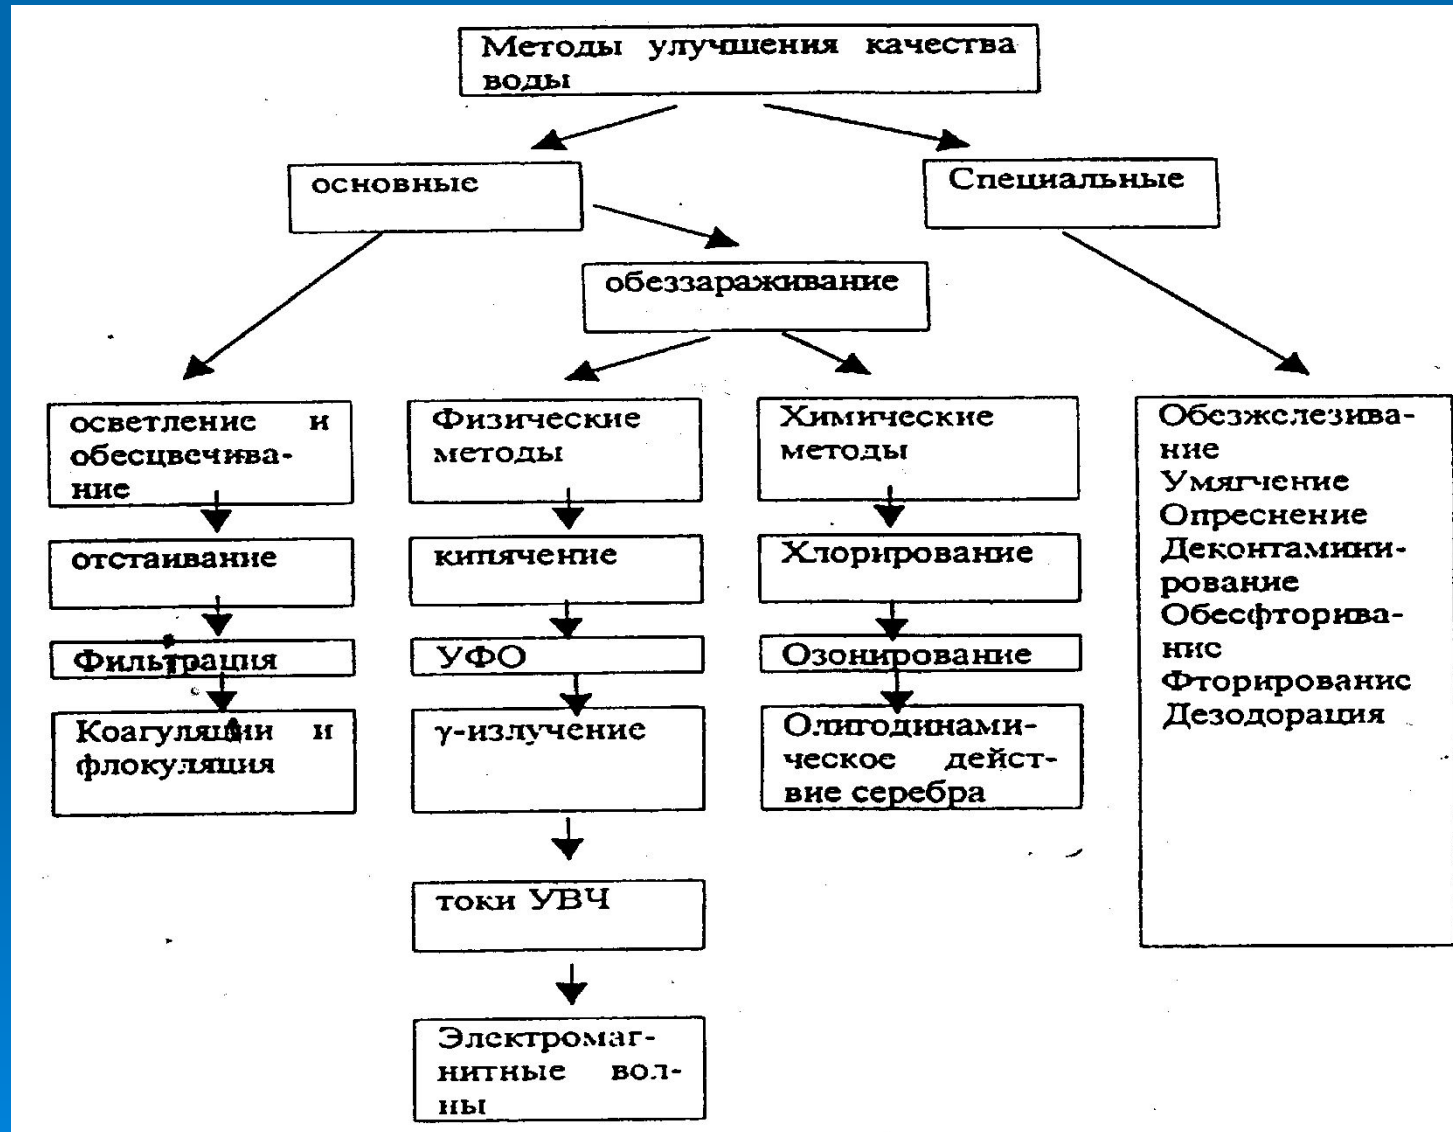 Методы улучшения качества
воды
основные
Специальные
обеззараживание
осветление и
обесцвечива-
ние
отстаивание
Фильтрация
Коагуляции и
флокуляция
Физические
методы
кипячение
УФО
γ-излучение
токи УВЧ
Электромаг-
нитные вол-
ны
Химические
методы
Хлорирование
Озонирование
Олигодинами-
ческое дейст-
вие серебра
Обезжелезива-
ние
Умягчение
Опреснение
Деконтамини-
рование
Обесфторива-
ние
Фторирование
Дезодорация